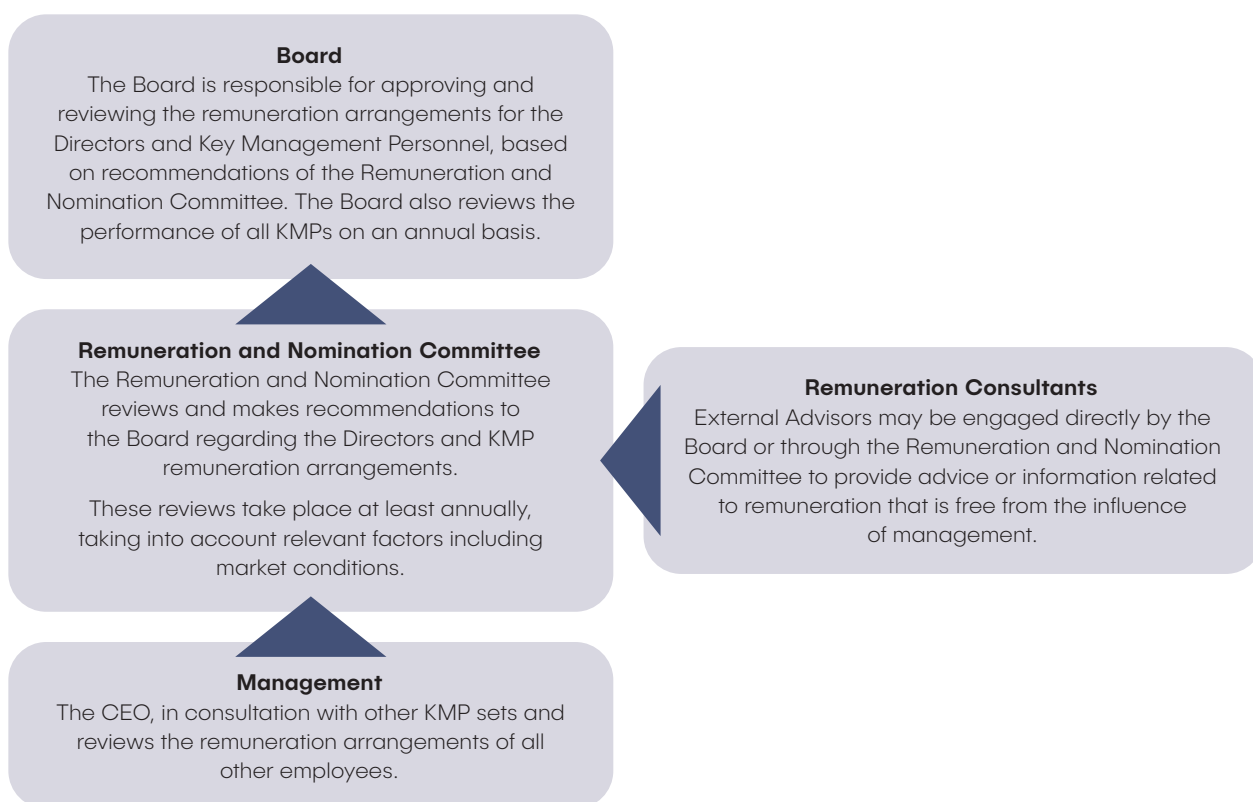 Board
The Board is responsible for approving and
reviewing the remuneration arrangements for the
Directors and Key Management Personnel, based
on recommendations of the Remuneration and
Nomination Committee. The Board also reviews the
performance of all KMPs on an annual basis.
Remuneration and Nomination Committee
The Remuneration and Nomination Committee
reviews and makes recommendations to
the Board regarding the Directors and KMP
remuneration arrangements.
These reviews take place at least annually,
taking into account relevant factors including
market conditions.
Remuneration Consultants
External Advisors may be engaged directly by the
Board or through the Remuneration and Nomination
Committee to provide advice or information related
to remuneration that is free from the influence
of management.
Management
The CEO, in consultation with other KMP sets and
reviews the remuneration arrangements of all
other employees.